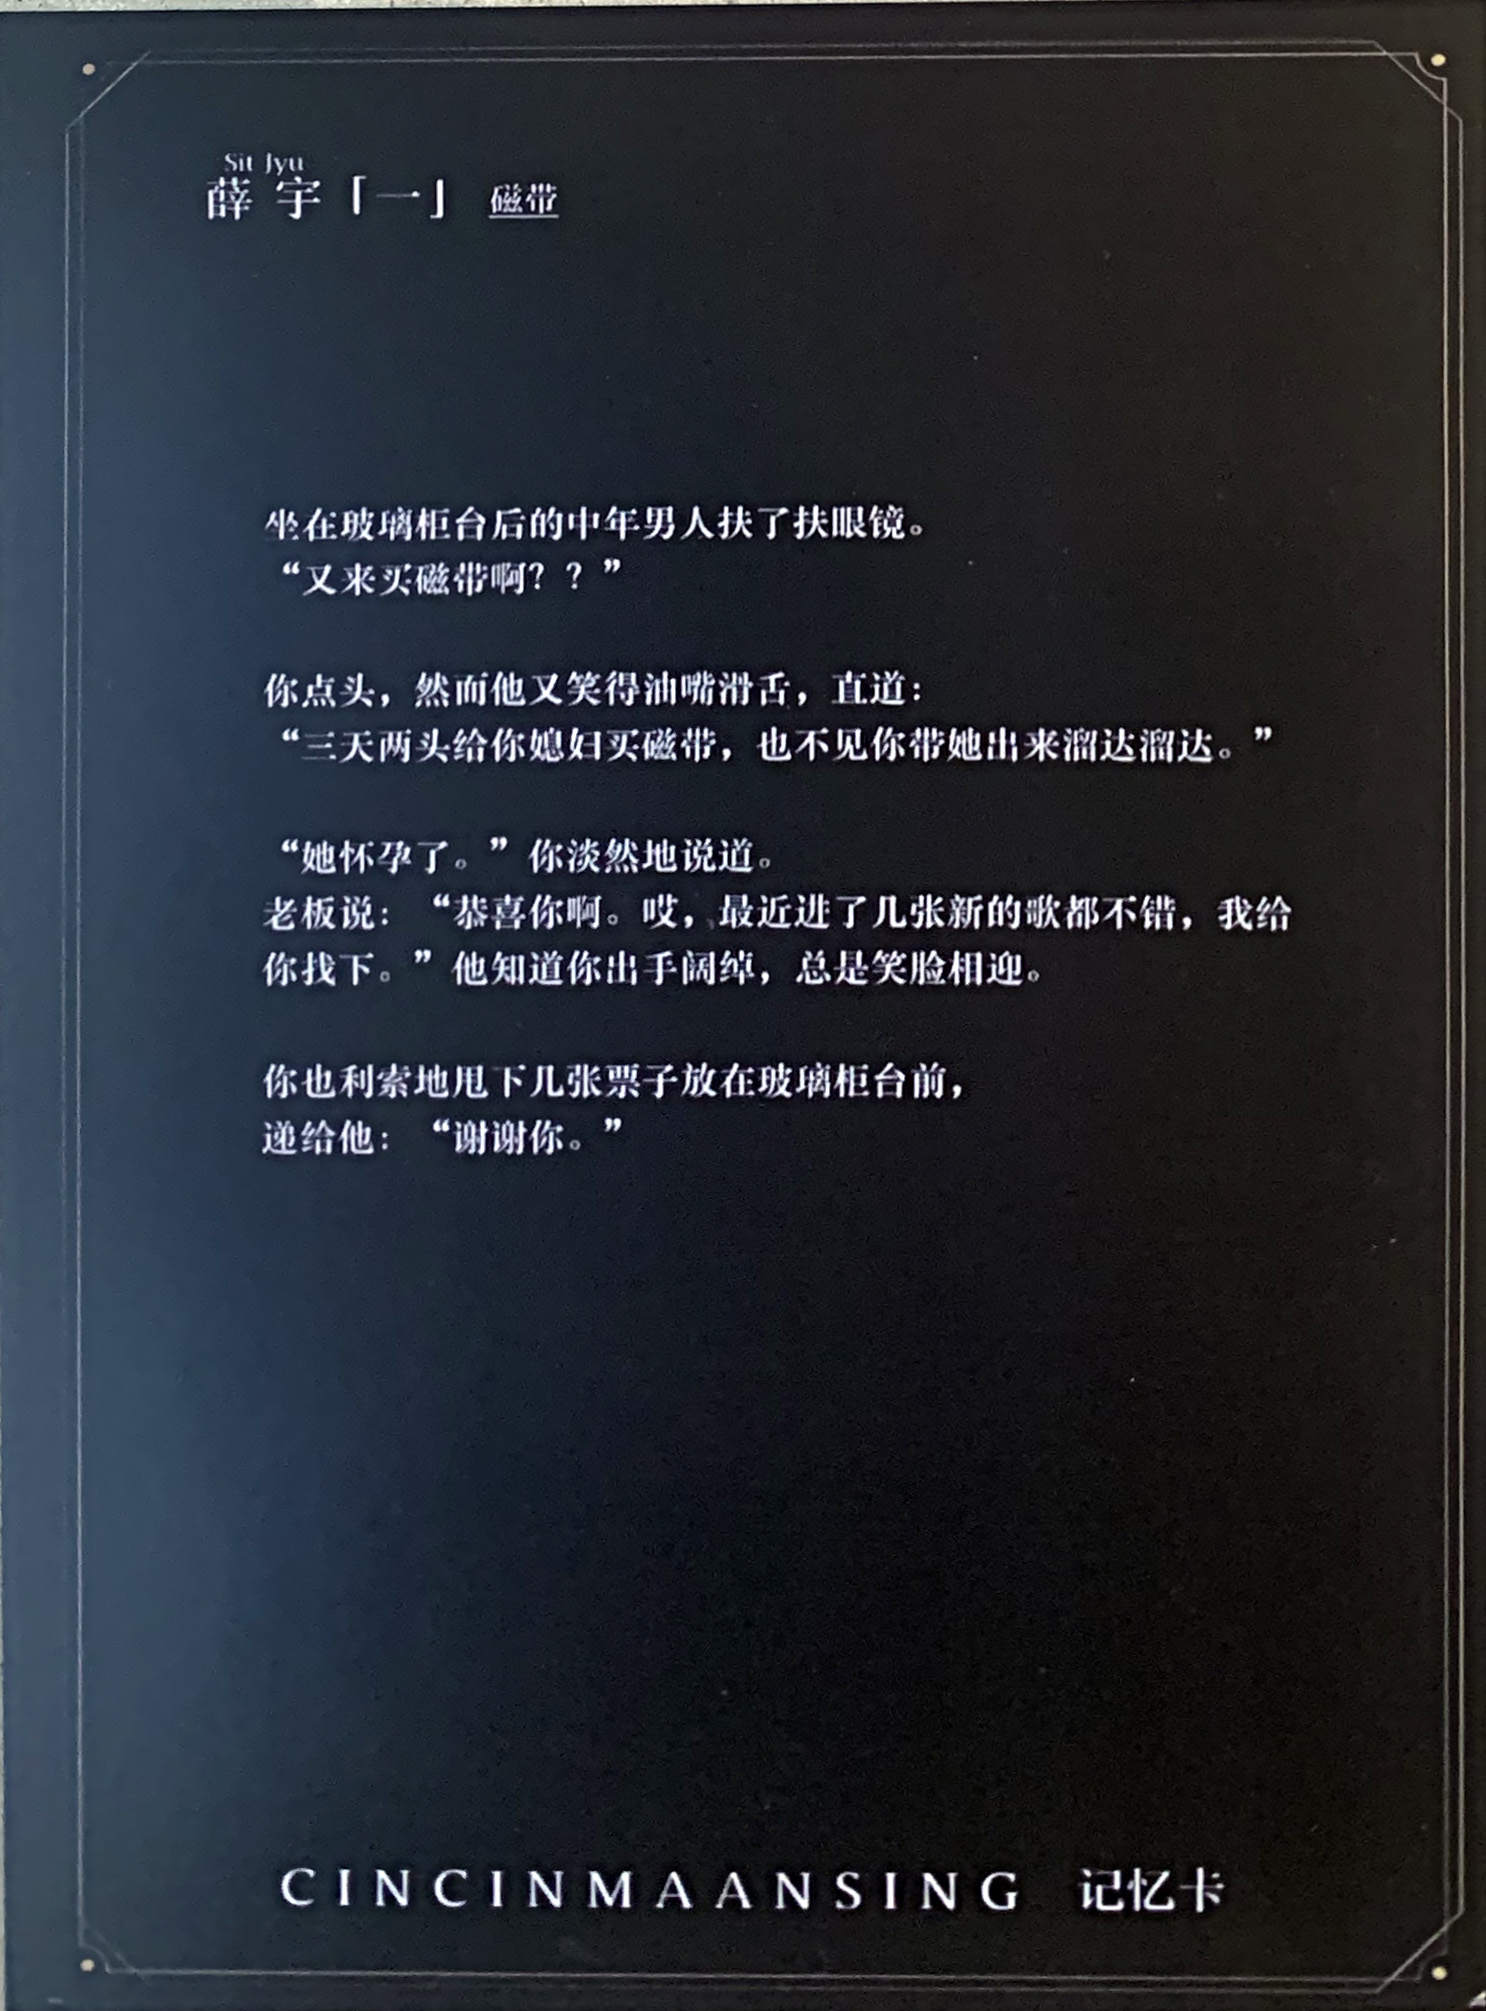 Sit Jyu
薛 宇「一」 磁带
坐在玻璃柜台后的中年男人扶了扶眼镜。
“又来买磁带啊？？”
你点头，然而他又笑得油嘴滑舌，直道：
“三天两头给你媳妇买磁带，也不见你带她出来溜达溜达。”
“她怀孕了。”你淡然地说道。
老板说：“恭喜你啊。哎，最近进了几张新的歌都不错，我给
你找下。”他知道你出手阔绰，总是笑脸相迎。
你也利索地甩下几张票子放在玻璃柜台前，
递给他：“谢谢你。”
CINCINMAANSING 记忆卡